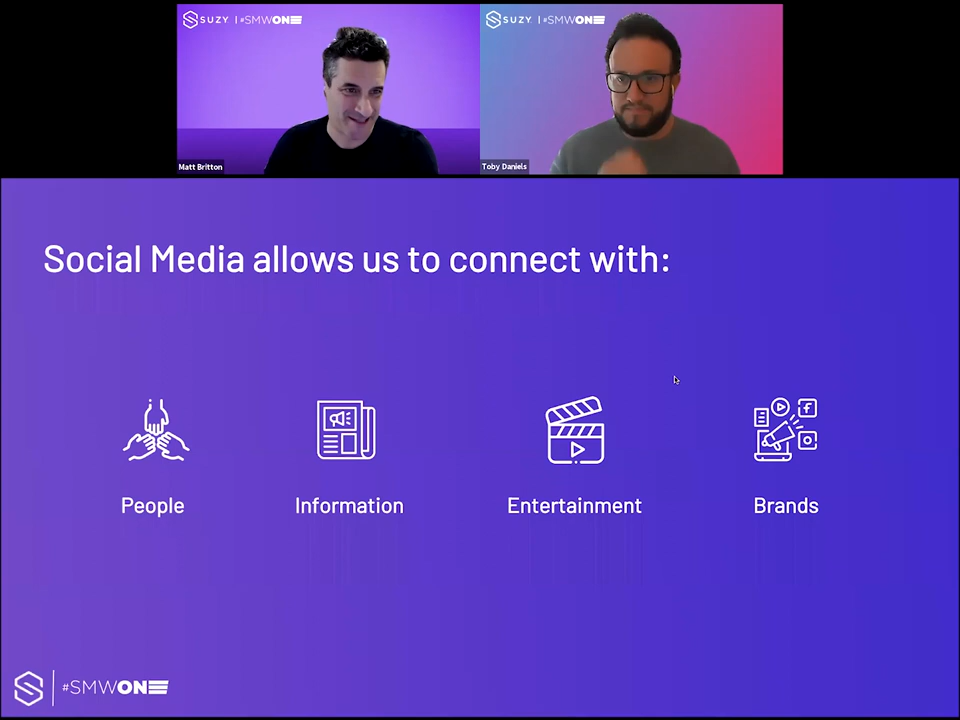 SUZY | #SMWONE
SUZY | #SMWONE
Matt Britton
Toby Daniels
Social Media allows us to connect with:
People
Information
Entertainment
Brands
#SMWONE